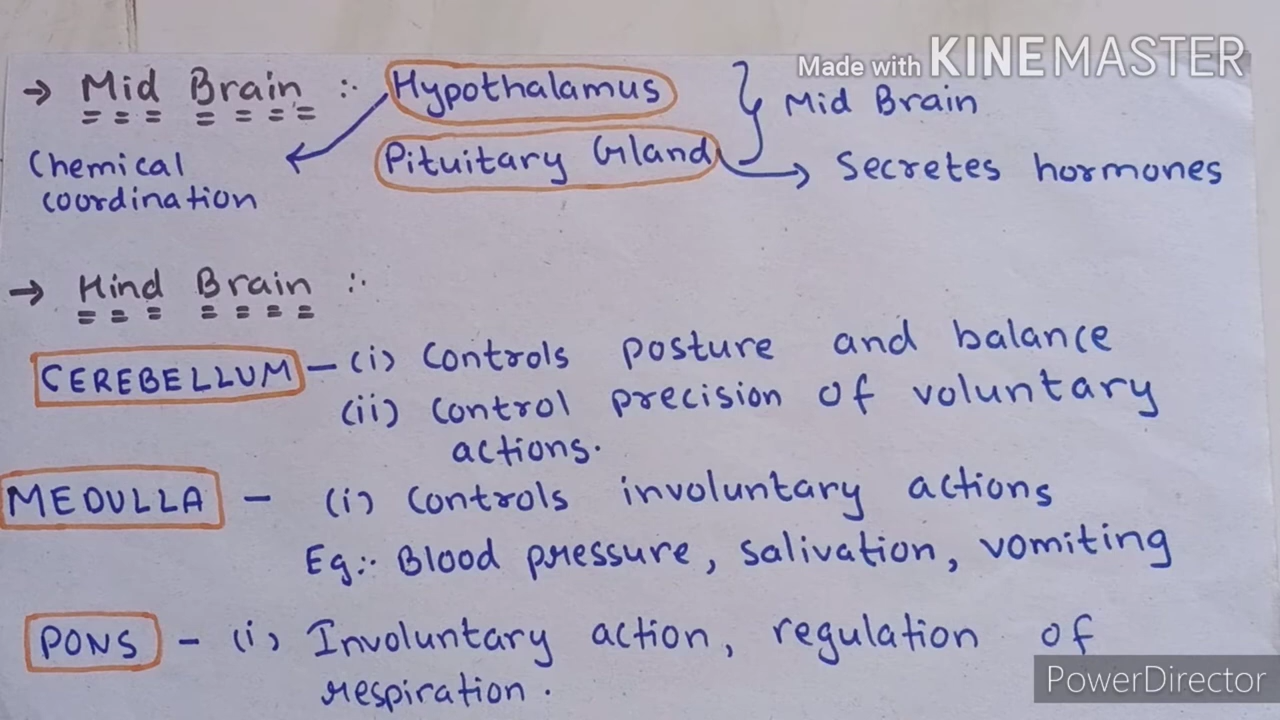 Made with KINEMASTER
→ Mid Brain :- Hypothalamus } Mid Brain
Pituitary Gland → Secretes hormones
Chemical
coordination
→ Hind Brain :-
CEREBELLUM - (i) Controls posture and balance
(ii) Control precision of voluntary
actions.
MEDULLA - (i) Controls involuntary actions
Eg:- Blood pressure, salivation, vomiting
PONS - (i) Involuntary action, regulation of
respiration.
PowerDirector